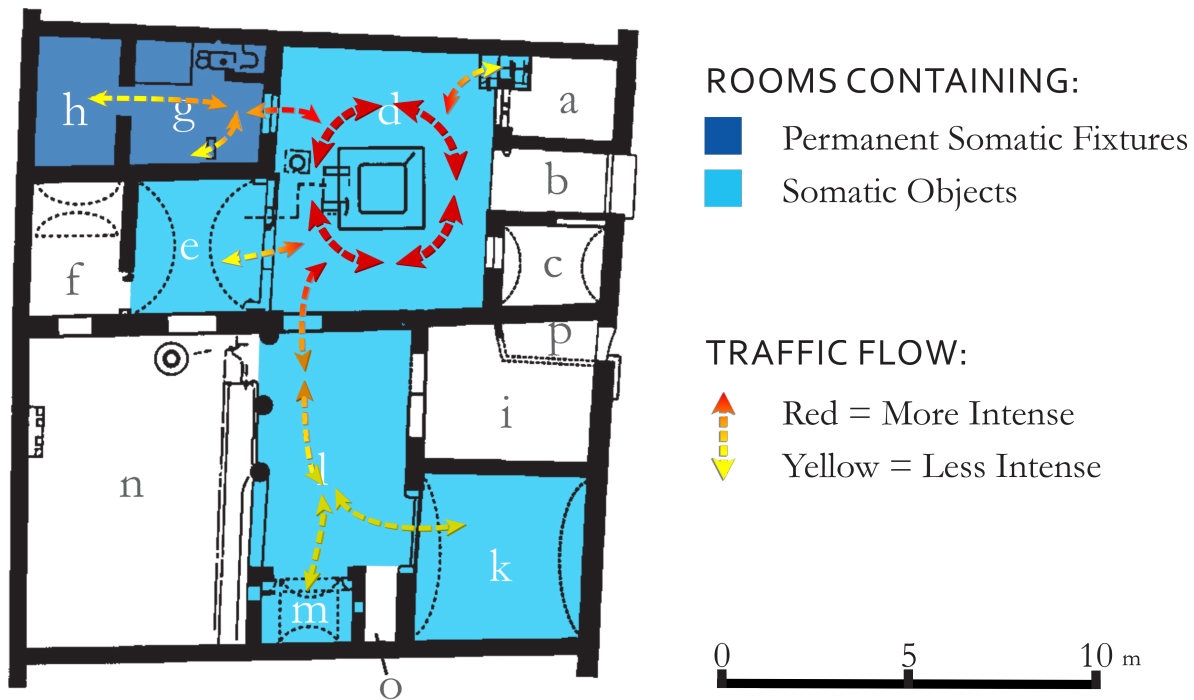 ROOMS CONTAINING:
Permanent Somatic Fixtures
Somatic Objects
TRAFFIC FLOW:
Red = More Intense
Yellow = Less Intense
0 5 10 m
h
g
d
a
b
c
e
f
p
i
l
n
k
m
o